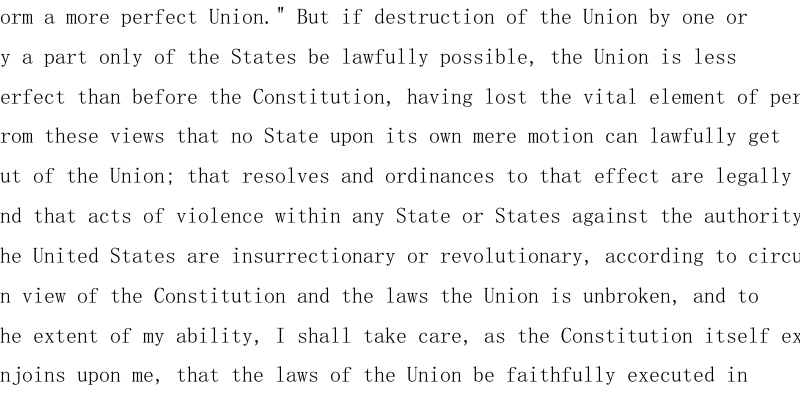 orm a more perfect Union." But if destruction of the Union by one or
y a part only of the States be lawfully possible, the Union is less
erfect than before the Constitution, having lost the vital element of per
rom these views that no State upon its own mere motion can lawfully get
ut of the Union; that resolves and ordinances to that effect are legally
nd that acts of violence within any State or States against the authority
he United States are insurrectionary or revolutionary, according to circu
n view of the Constitution and the laws the Union is unbroken, and to
he extent of my ability, I shall take care, as the Constitution itself ex
njoins upon me, that the laws of the Union be faithfully executed in